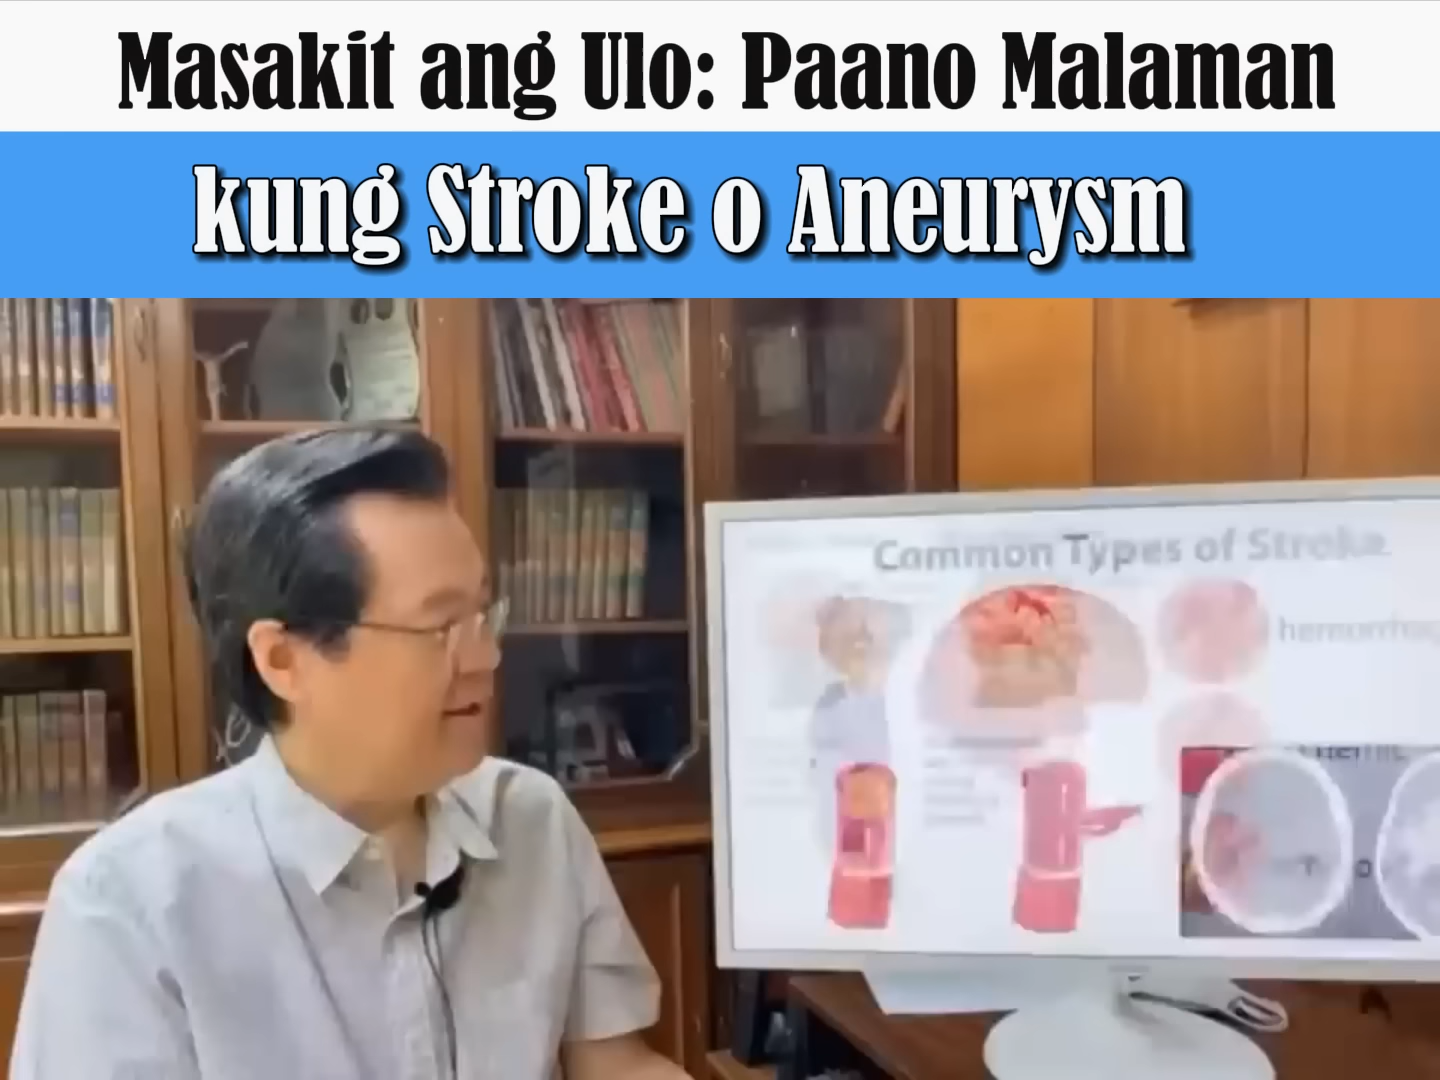 Masakit ang Ulo: Paano Malaman
kung Stroke o Aneurysm
Common Types of Stroke